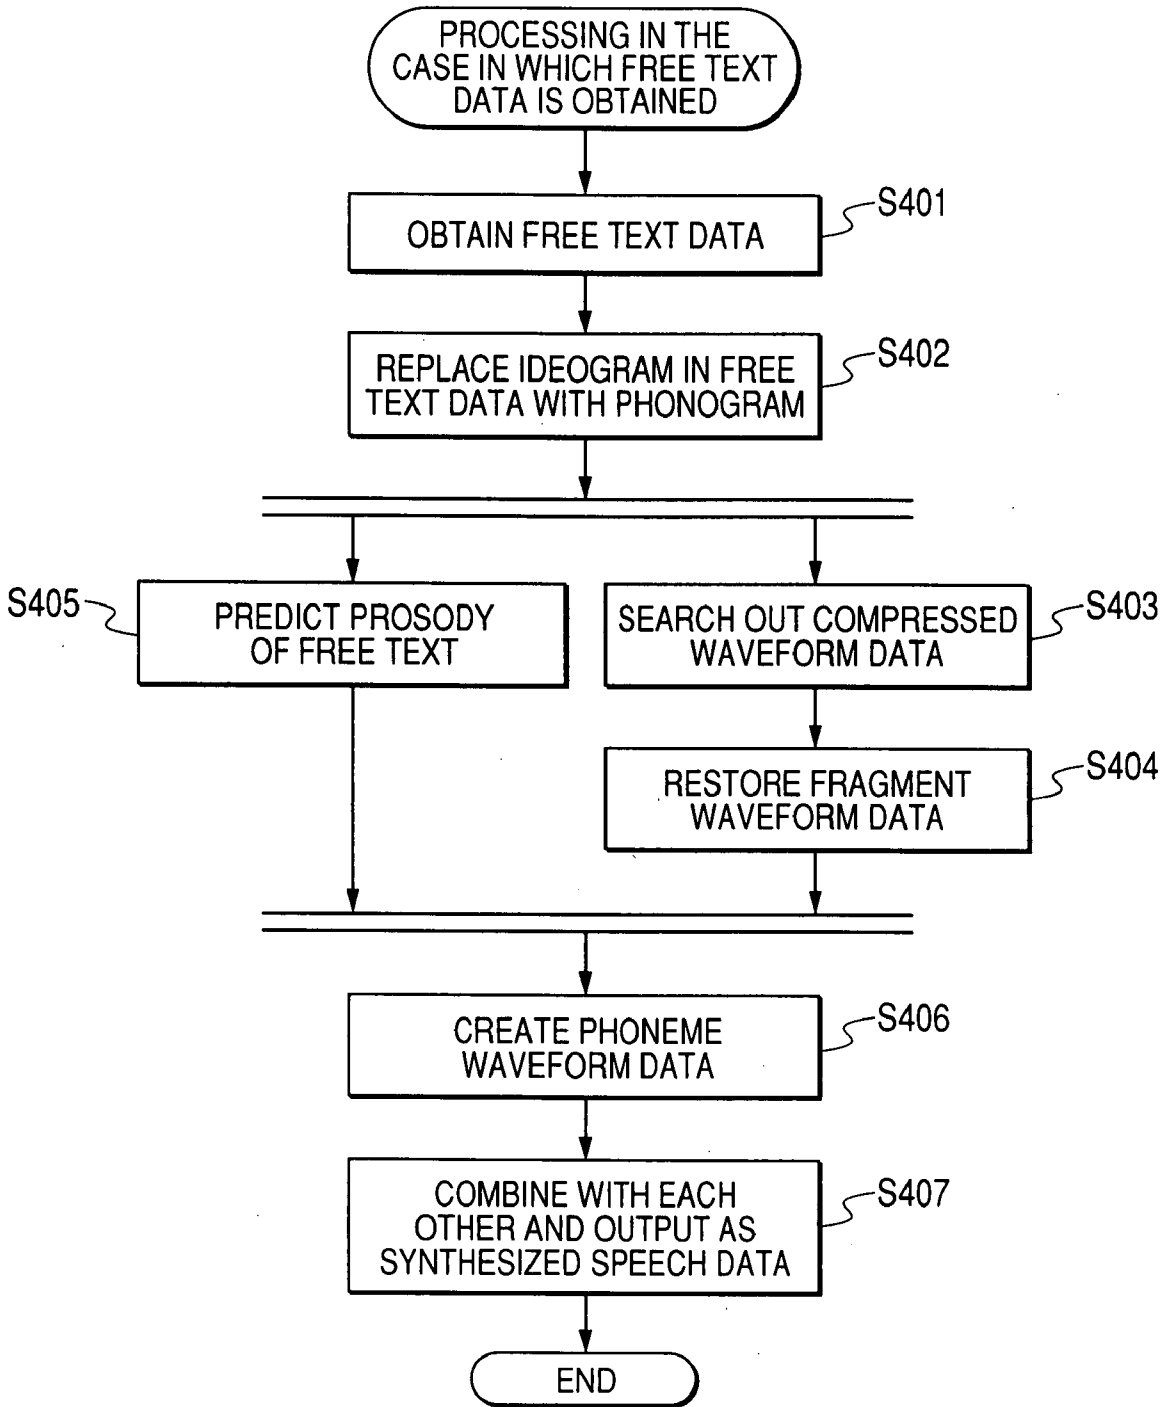 PROCESSING IN THE
CASE IN WHICH FREE TEXT
DATA IS OBTAINED
S401
OBTAIN FREE TEXT DATA
S402
REPLACE IDEOGRAM IN FREE
TEXT DATA WITH PHONOGRAM
S405
PREDICT PROSODY
OF FREE TEXT
S403
SEARCH OUT COMPRESSED
WAVEFORM DATA
S404
RESTORE FRAGMENT
WAVEFORM DATA
S406
CREATE PHONEME
WAVEFORM DATA
S407
COMBINE WITH EACH
OTHER AND OUTPUT AS
SYNTHESIZED SPEECH DATA
END